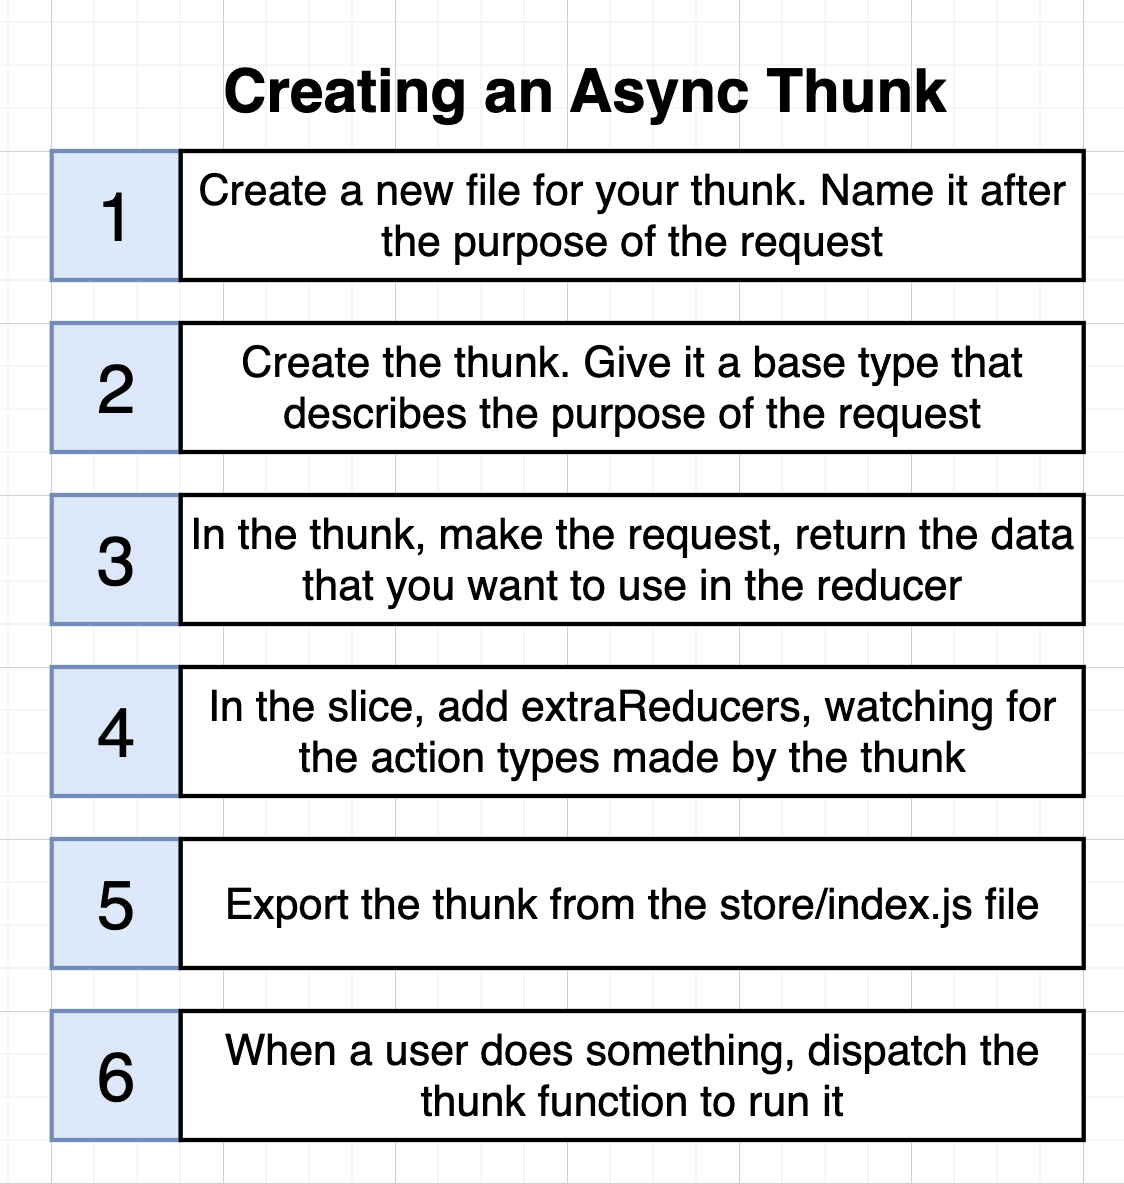 Creating an Async Thunk
1
Create a new file for your thunk. Name it after
the purpose of the request
2
Create the thunk. Give it a base type that
describes the purpose of the request
3
In the thunk, make the request, return the data
that you want to use in the reducer
4
In the slice, add extraReducers, watching for
the action types made by the thunk
5
Export the thunk from the store/index.js file
6
When a user does something, dispatch the
thunk function to run it